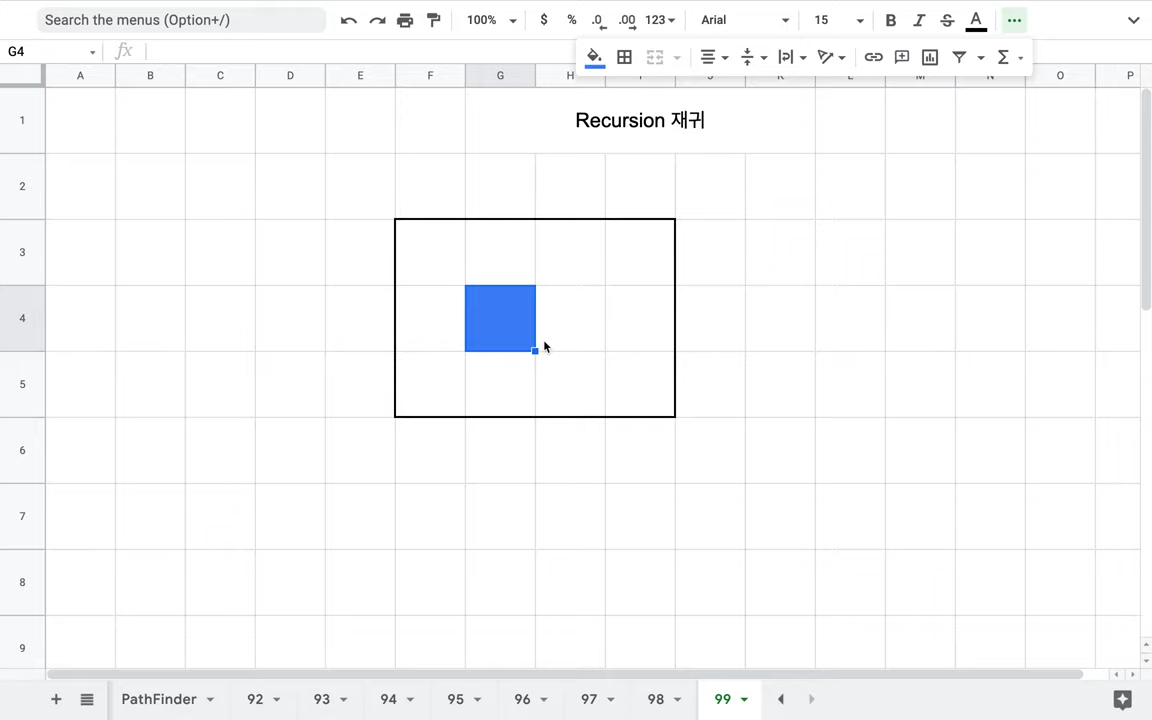 Search the menus (Option+/) 100% $ % .0 .00 123 Arial 15 B I S A
G4 fx
A B C D E F G H O P
1 Recursion 재귀
2
3
4
5
6
7
8
9
PathFinder 92 93 94 95 96 97 98 99